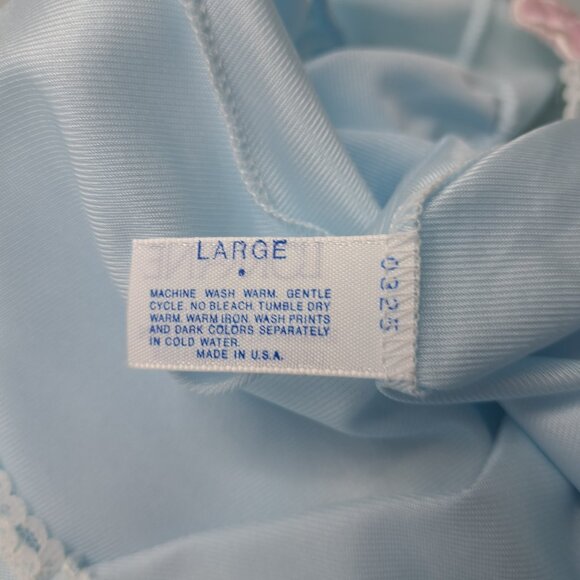 LARGE
MACHINE WASH WARM. GENTLE
CYCLE. NO BLEACH. TUMBLE DRY
WARM. WARM IRON. WASH PRINTS
AND DARK COLORS SEPARATELY
IN COLD WATER.
MADE IN U.S.A.
0325